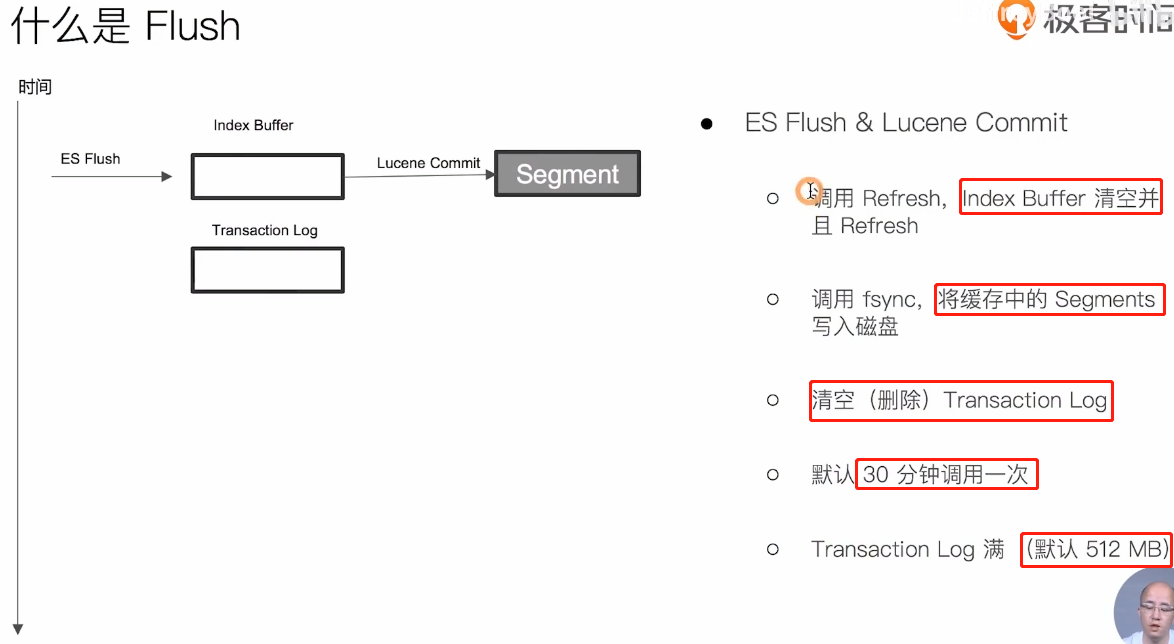 什么是 Flush
极客时间
时间
Index Buffer
ES Flush
Lucene Commit
Segment
Transaction Log
ES Flush & Lucene Commit
调用 Refresh, Index Buffer 清空并
且 Refresh
调用 fsync, 将缓存中的 Segments
写入磁盘
清空（删除）Transaction Log
默认 30 分钟调用一次
Transaction Log 满 (默认 512 MB)